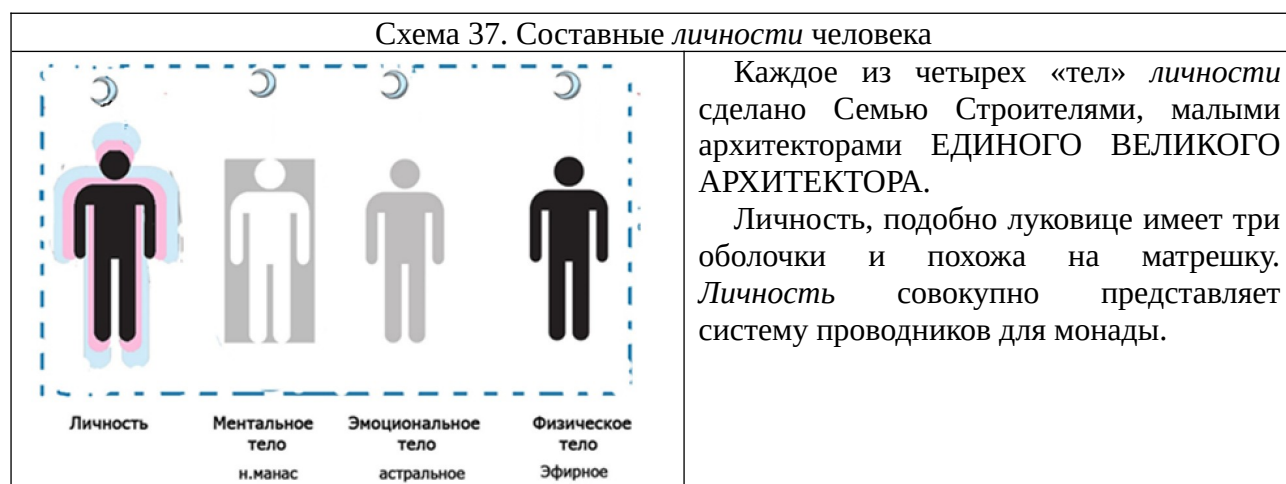 Схема 37. Составные личности человека
Личность
Ментальное
тело
н.манас
Эмоциональное
тело
астральное
Физическое
тело
Эфирное
Каждое из четырех «тел» личности
сделано Семью Строителями, малыми
архитекторами ЕДИНОГО ВЕЛИКОГО
АРХИТЕКТОРА.
Личность, подобно луковице имеет три
оболочки и похожа на матрешку.
Личность совокупно представляет
систему проводников для монады.